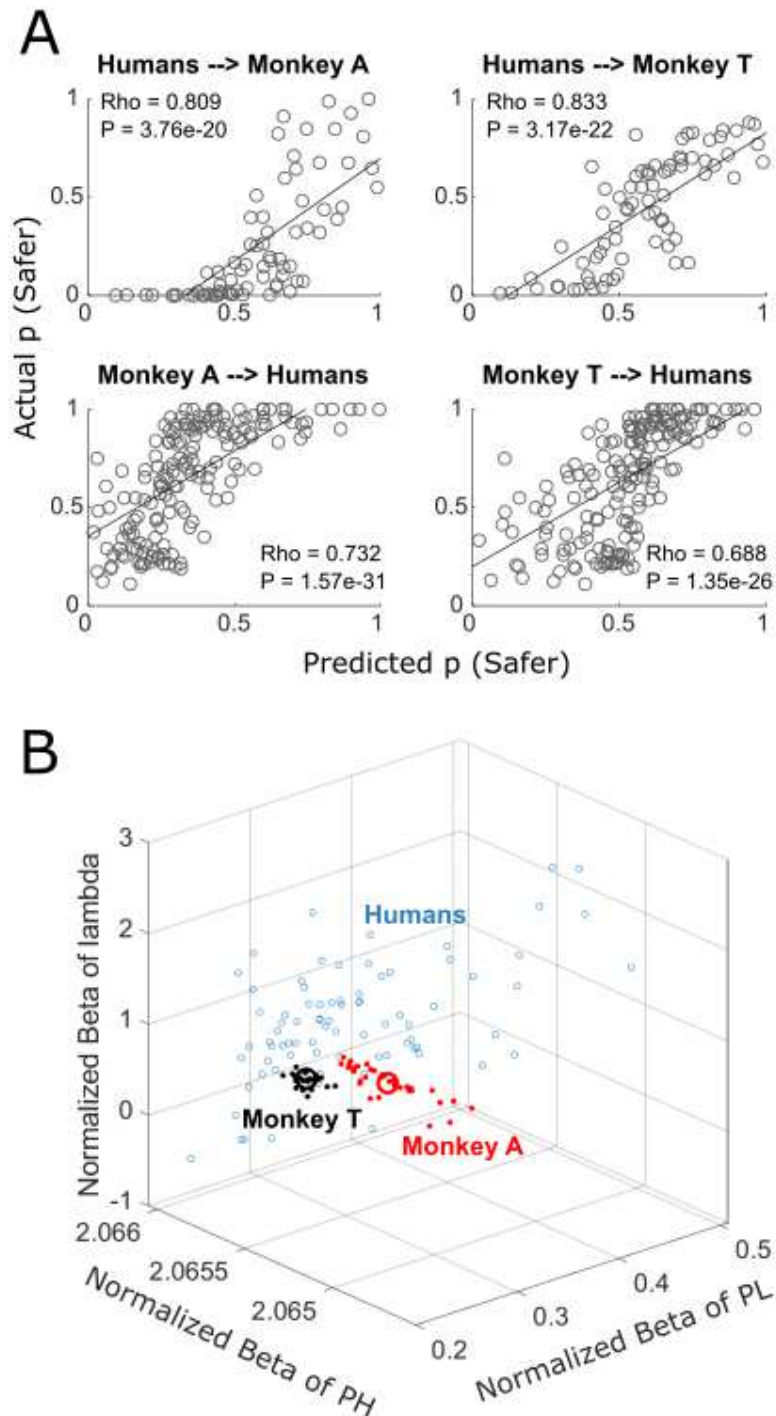 A
Humans --> Monkey A
Humans --> Monkey T
Rho = 0.809
P = 3.76e-20
Rho = 0.833
P = 3.17e-22
1
0.5
0
0
0.5
1
1
0.5
0
0
0.5
1
Monkey A --> Humans
Monkey T --> Humans
Rho = 0.732
P = 1.57e-31
Rho = 0.688
P = 1.35e-26
1
0.5
0
0
0.5
1
1
0.5
0
0
0.5
1
Actual p (Safer)
Predicted p (Safer)
B
Normalized Beta of lambda
3
2
1
0
-1
Humans
Monkey T
Monkey A
2.066
2.0655
2.065
Normalized Beta of PH
0.2
0.3
0.4
0.5
Normalized Beta of PL